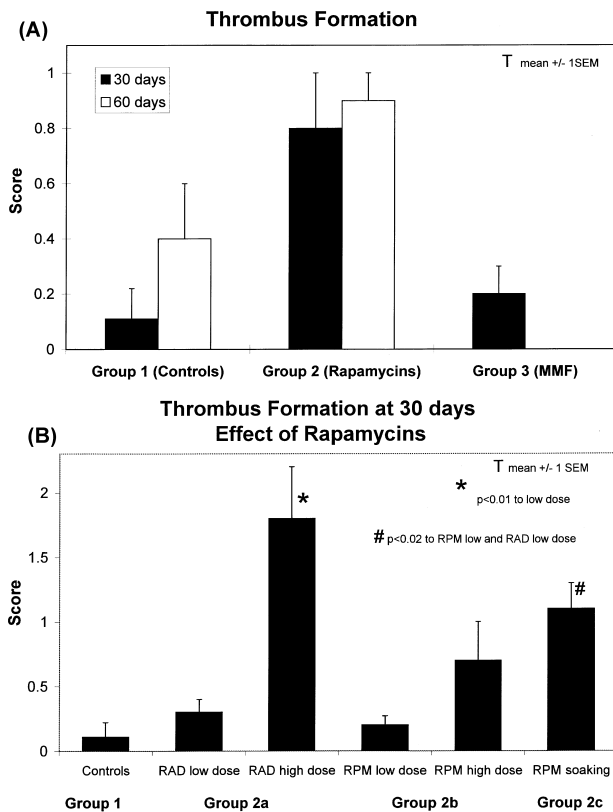 Thrombus Formation
(A)
T mean +/- 1SEM
30 days
60 days
1
0.8
0.6
0.4
0.2
0
Score
Group 1 (Controls) Group 2 (Rapamycins) Group 3 (MMF)
Thrombus Formation at 30 days
(B) Effect of Rapamycins
T mean +/- 1 SEM
*
p<0.01 to low dose
# p<0.02 to RPM low and RAD low dose
*
#
2
1.5
1
0.5
0
Score
Controls RAD low dose RAD high dose RPM low dose RPM high dose RPM soaking
Group 1 Group 2a Group 2b Group 2c